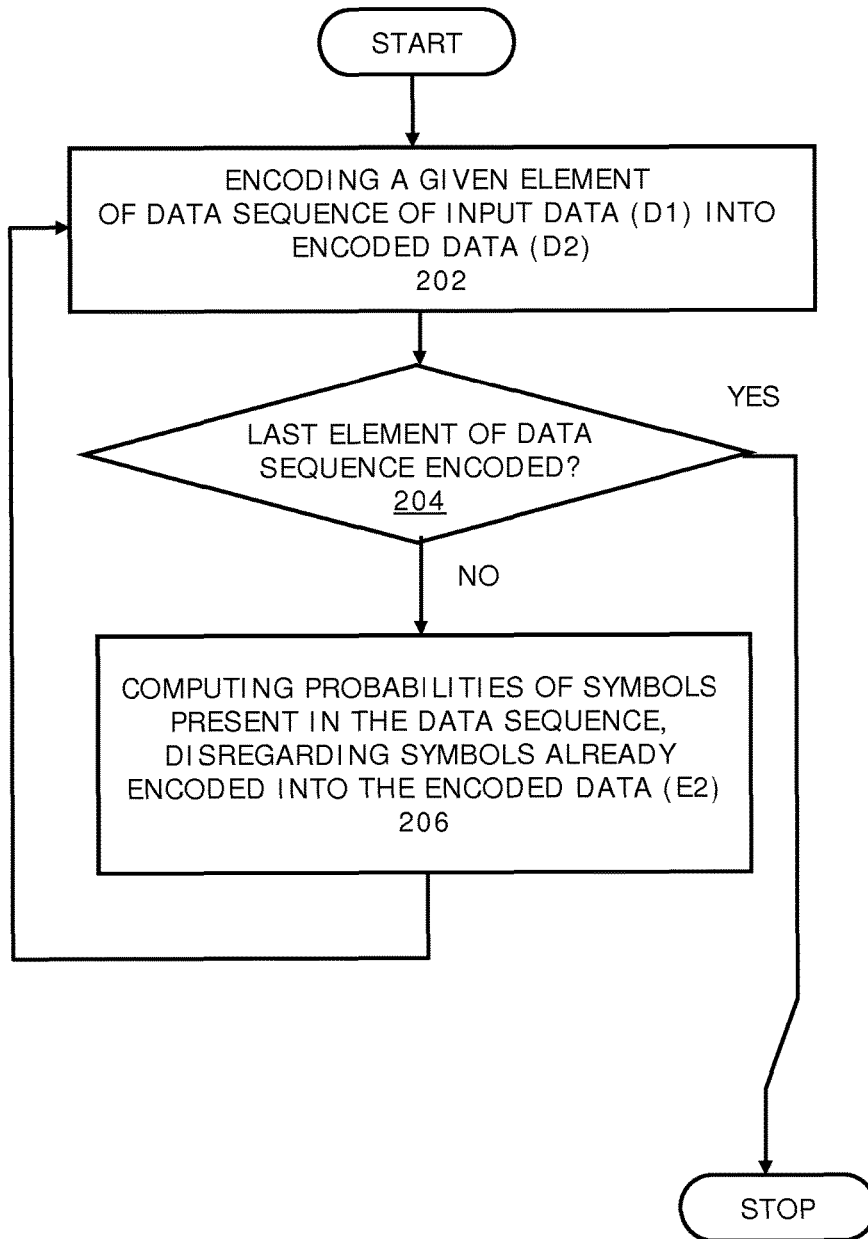 START
ENCODING A GIVEN ELEMENT
OF DATA SEQUENCE OF INPUT DATA (D1) INTO
ENCODED DATA (D2)
202
YES
LAST ELEMENT OF DATA
SEQUENCE ENCODED?
204
NO
COMPUTING PROBABILITIES OF SYMBOLS
PRESENT IN THE DATA SEQUENCE,
DISREGARDING SYMBOLS ALREADY
ENCODED INTO THE ENCODED DATA (E2)
206
STOP